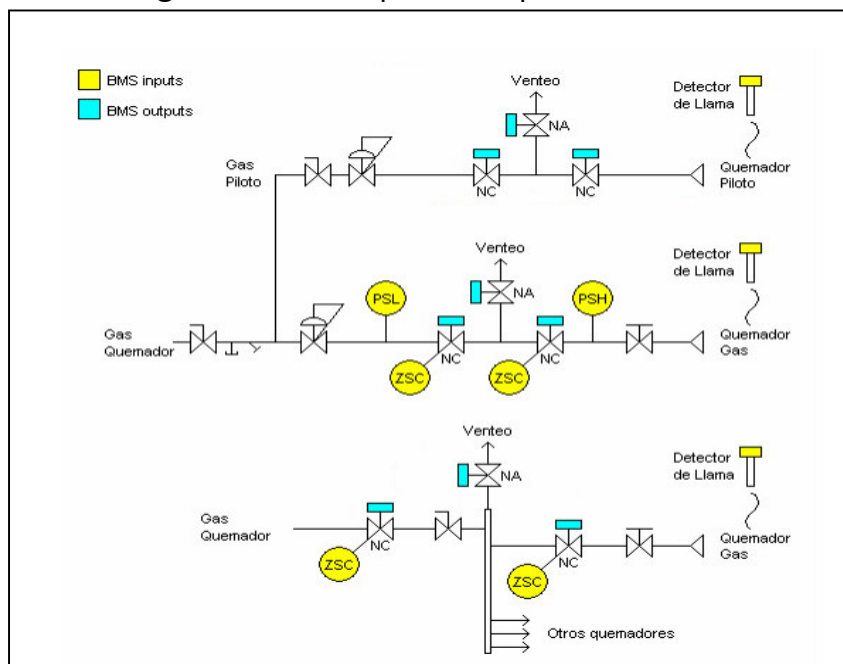 BMS inputs
BMS outputs
Venteo
NA
Detector
de Llama
Gas
Piloto
NC
NC
Quemador
Piloto
Venteo
NA
Detector
de Llama
PSL
PSH
Gas
Quemador
NC
NC
ZSC
ZSC
Quemador
Gas
Venteo
NA
Detector
de Llama
Gas
Quemador
NC
NC
ZSC
ZSC
Quemador
Gas
Otros quemadores